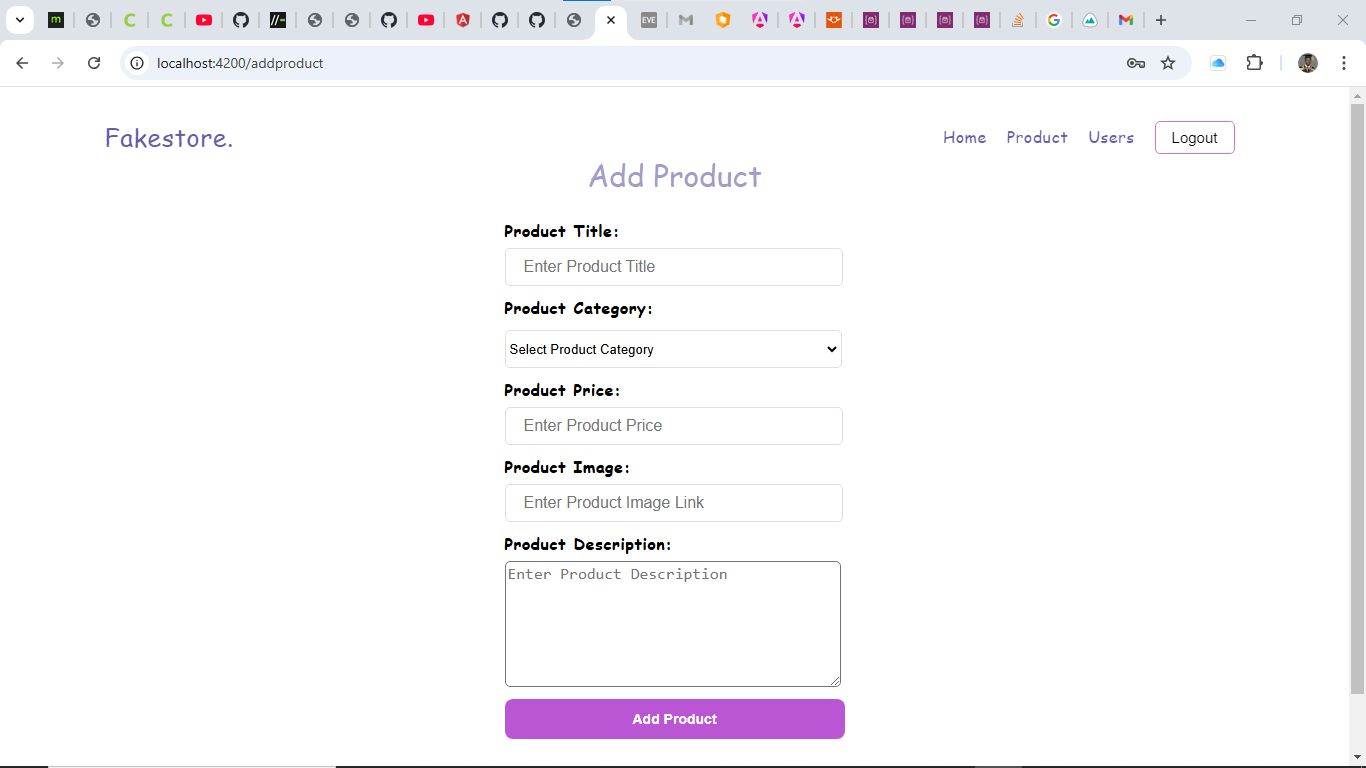 EVE
localhost:4200/addproduct
Fakestore.
Home Product Users Logout
Add Product
Product Title:
Enter Product Title
Product Category:
Select Product Category
Product Price:
Enter Product Price
Product Image:
Enter Product Image Link
Product Description:
Enter Product Description
Add Product